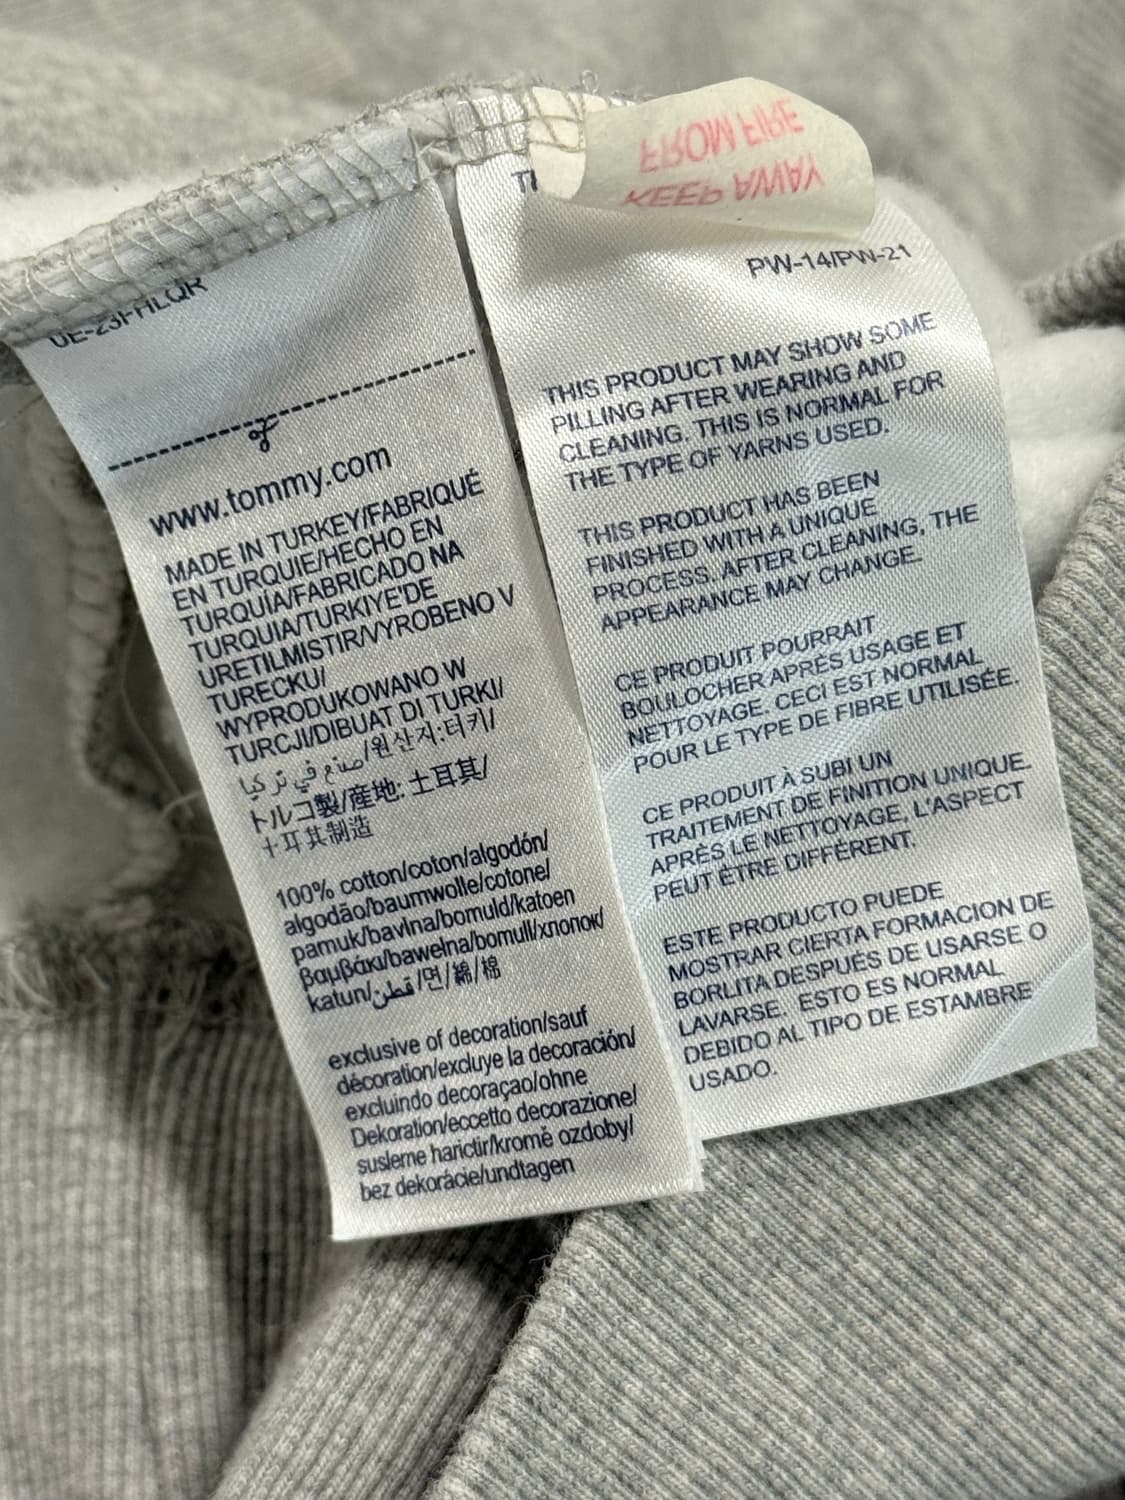 www.tommy.com
MADE IN TURKEY/FABRIQUÉ
EN TURQUIE/HECHO EN
TURQUÍA/FABRICADO NA
TURQUIA/TURKIYE'DE
URETILMISTIR/VYROBENO V
TURECKU/
WYPRODUKOWANO W
TURCJI/DIBUAT DI TURKI/
صنع في تركيا/원산지:터키/
トルコ製/産地: 土耳其/
土耳其制造
100% cotton/coton/algodón/
algodão/baumwolle/cotone/
pamuk/bavlna/bomuld/katoen
βαμβάκι/bawełna/bomull/хлопок/
katun/قطن/면/綿/棉
exclusive of decoration/sauf
décoration/excluye la decoración/
excluindo decoraçao/ohne
Dekoration/eccetto decorazione/
susleme harictir/kromě ozdoby/
bez dekorácie/undtagen
KEEP AWAY
FROM FIRE
PW-14/PW-21
THIS PRODUCT MAY SHOW SOME
PILLING AFTER WEARING AND
CLEANING. THIS IS NORMAL FOR
THE TYPE OF YARNS USED.
THIS PRODUCT HAS BEEN
FINISHED WITH A UNIQUE
PROCESS. AFTER CLEANING, THE
APPEARANCE MAY CHANGE.
CE PRODUIT POURRAIT
BOULOCHER APRÈS USAGE ET
NETTOYAGE. CECI EST NORMAL
POUR LE TYPE DE FIBRE UTILISÉE.
CE PRODUIT À SUBI UN
TRAITEMENT DE FINITION UNIQUE.
APRÈS LE NETTOYAGE, L'ASPECT
PEUT ÊTRE DIFFÉRENT.
ESTE PRODUCTO PUEDE
MOSTRAR CIERTA FORMACION DE
BORLITA DESPUÉS DE USARSE O
LAVARSE. ESTO ES NORMAL
DEBIDO AL TIPO DE ESTAMBRE
USADO.